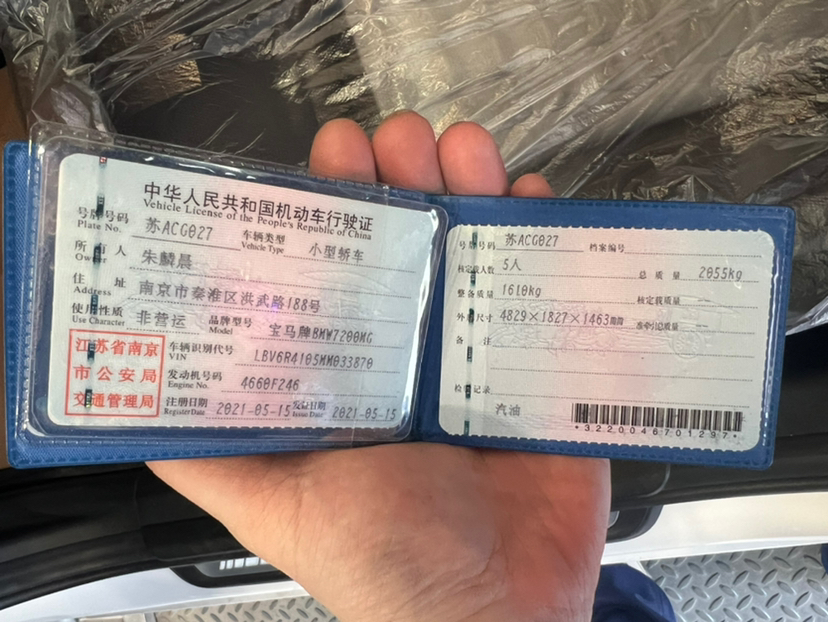 中华人民共和国机动车行驶证
Vehicle License of the People's Republic of China
号牌号码 苏ACG027 车辆类型 小型轿车
Plate No. Vehicle Type
所有人 朱麟晨
Owner
住址 南京市秦淮区洪武路188号
Address
使用性质 非营运 品牌型号 宝马牌BMW7200MG
Use Character Model
江苏省南京
市公安局
交通管理局
车辆识别代号 LBV6R4105MM033870
VIN
发动机号码 4660F246
Engine No.
注册日期 2021-05-15 发证日期 2021-05-15
Register Date Issue Date
号牌号码 苏ACG027 档案编号
核定载人数 5人 总质量 2055kg
整备质量 1610kg 核定载质量
外廓尺寸 4829×1827×1463 准牵引总质量 --
备注
检验记录
汽油
*3220046701297*